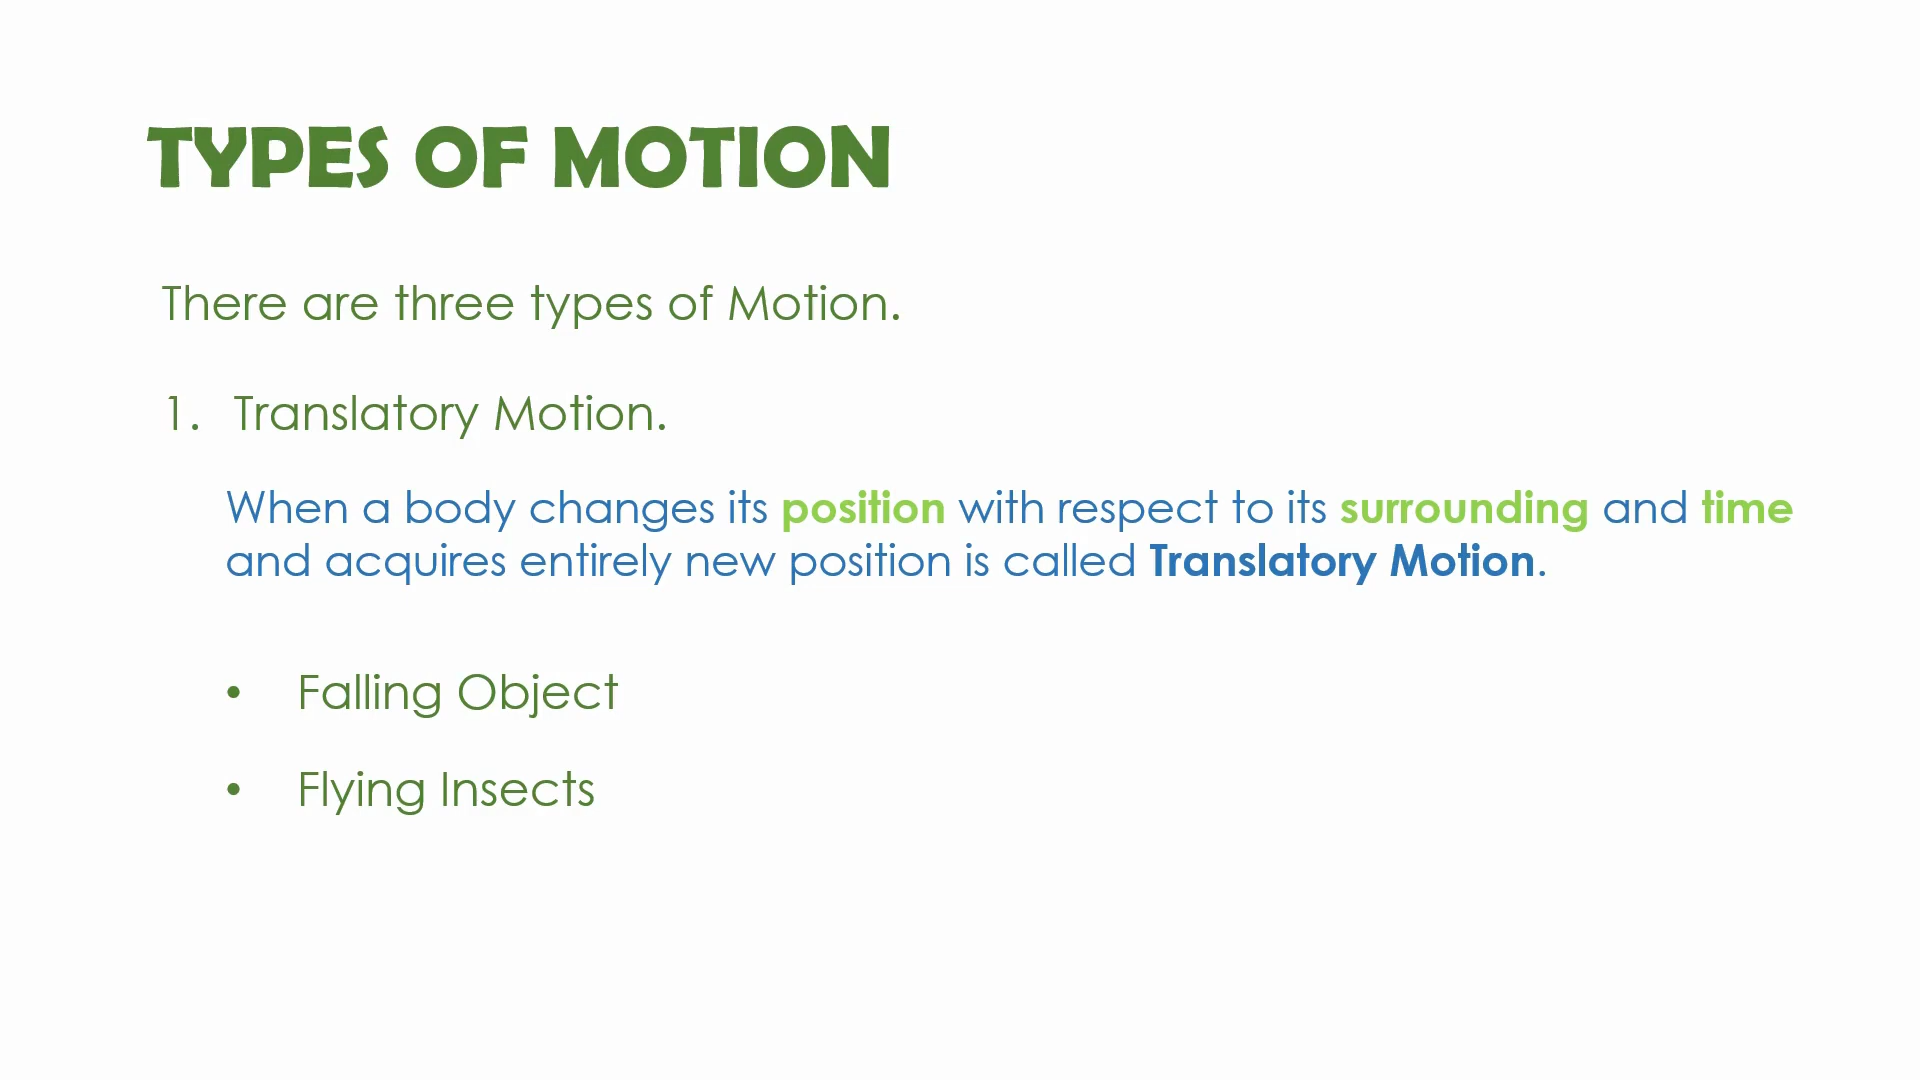 TYPES OF MOTION
There are three types of Motion.
1. Translatory Motion.
When a body changes its position with respect to its surrounding and time
and acquires entirely new position is called Translatory Motion.
• Falling Object
• Flying Insects